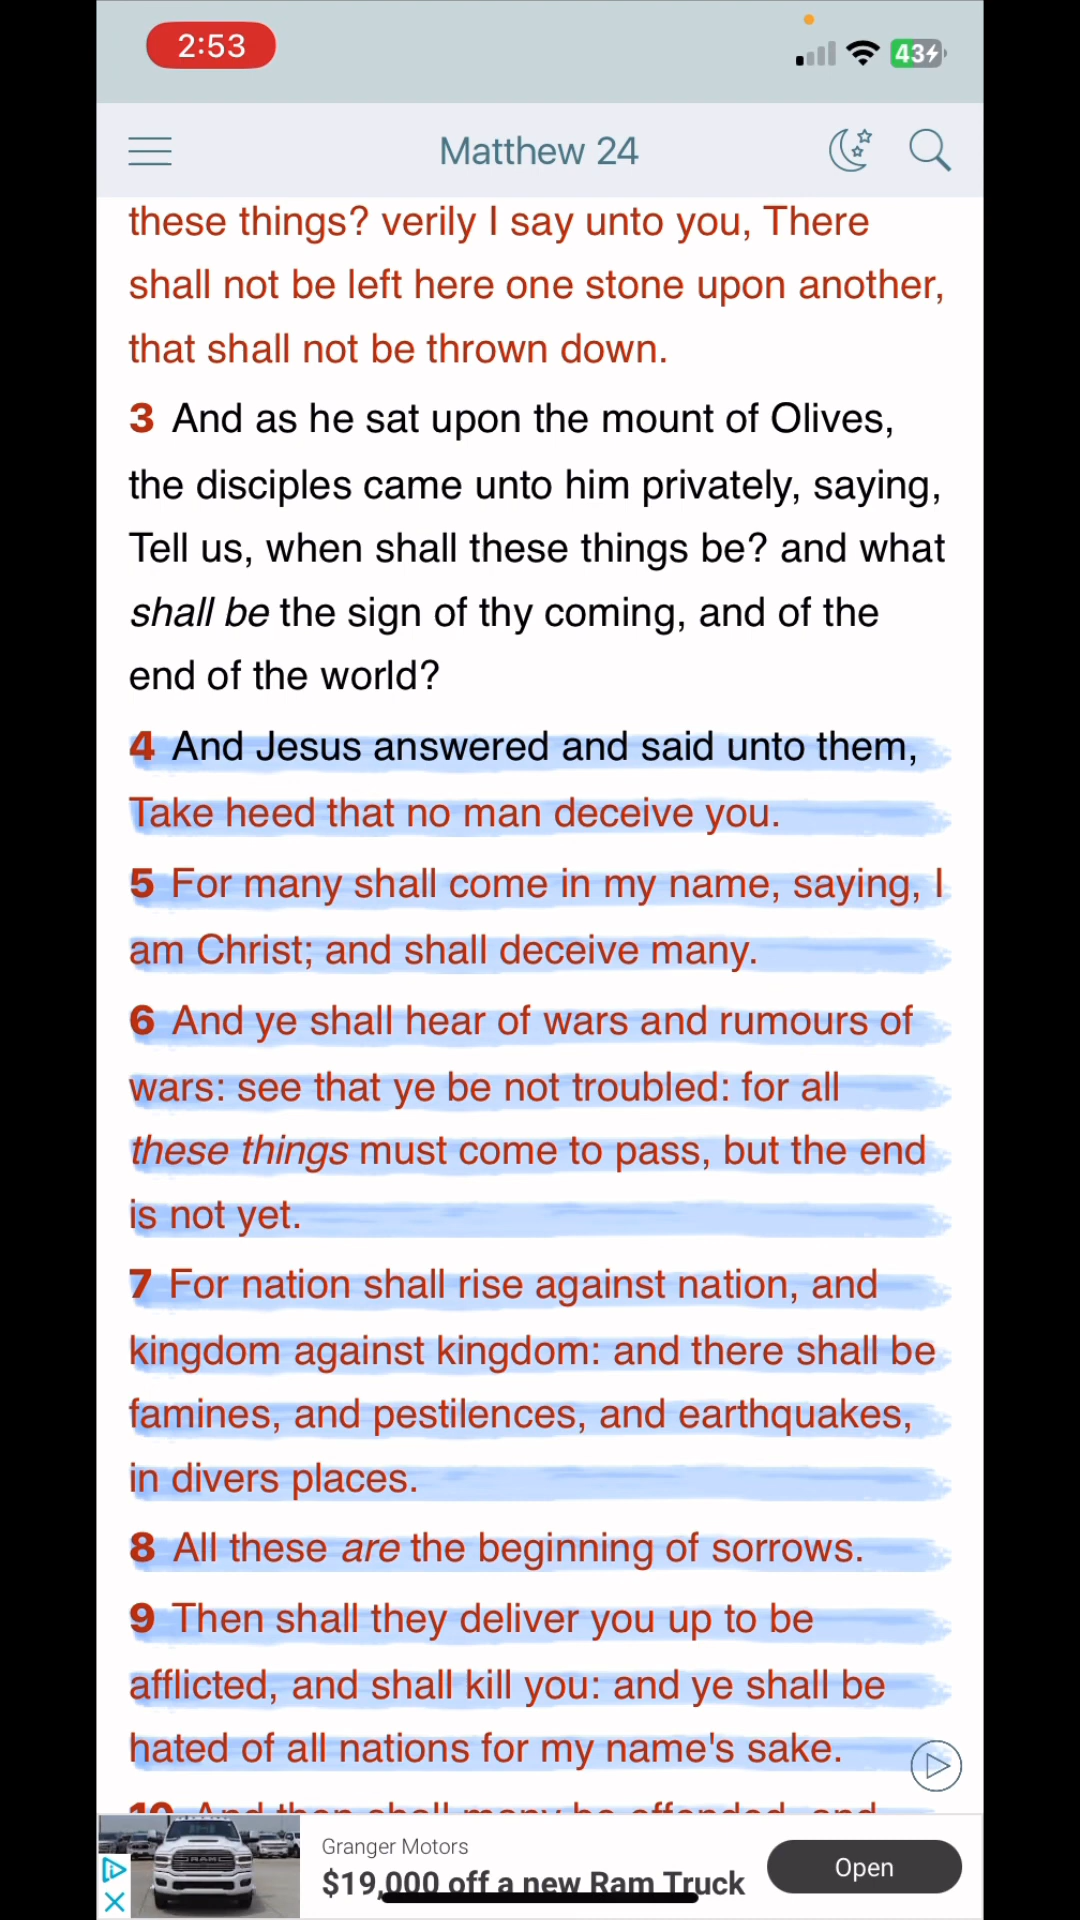 2:53
43
Matthew 24
these things? verily I say unto you, There
shall not be left here one stone upon another,
that shall not be thrown down.
3 And as he sat upon the mount of Olives,
the disciples came unto him privately, saying,
Tell us, when shall these things be? and what
shall be the sign of thy coming, and of the
end of the world?
4 And Jesus answered and said unto them,
Take heed that no man deceive you.
5 For many shall come in my name, saying, I
am Christ; and shall deceive many.
6 And ye shall hear of wars and rumours of
wars: see that ye be not troubled: for all
these things must come to pass, but the end
is not yet.
7 For nation shall rise against nation, and
kingdom against kingdom: and there shall be
famines, and pestilences, and earthquakes,
in divers places.
8 All these are the beginning of sorrows.
9 Then shall they deliver you up to be
afflicted, and shall kill you: and ye shall be
hated of all nations for my name's sake.
10 And then shall many be offended, and
Granger Motors
$19,000 off a new Ram Truck
Open
RAM